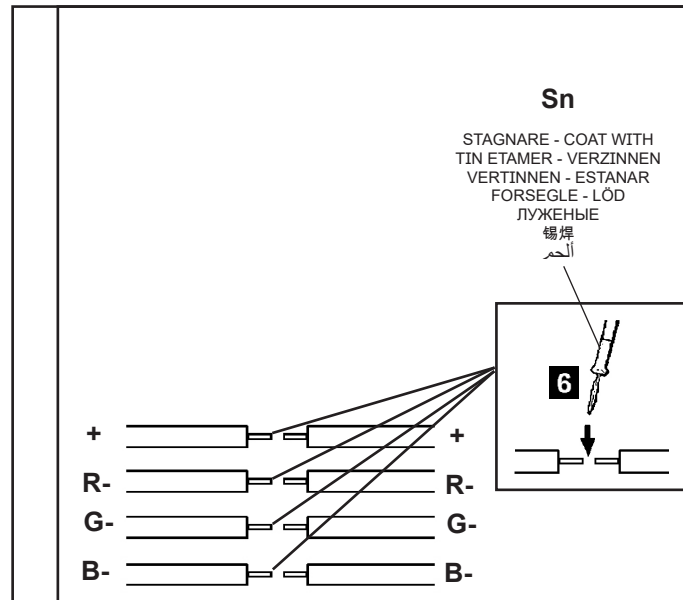 Sn
STAGNARE - COAT WITH
TIN ETAMER - VERZINNEN
VERTINNEN - ESTANAR
FORSEGLE - LÖD
ЛУЖЕНЫЕ
锡焊
ألحم
6
+ +
R- R-
G- G-
B- B-